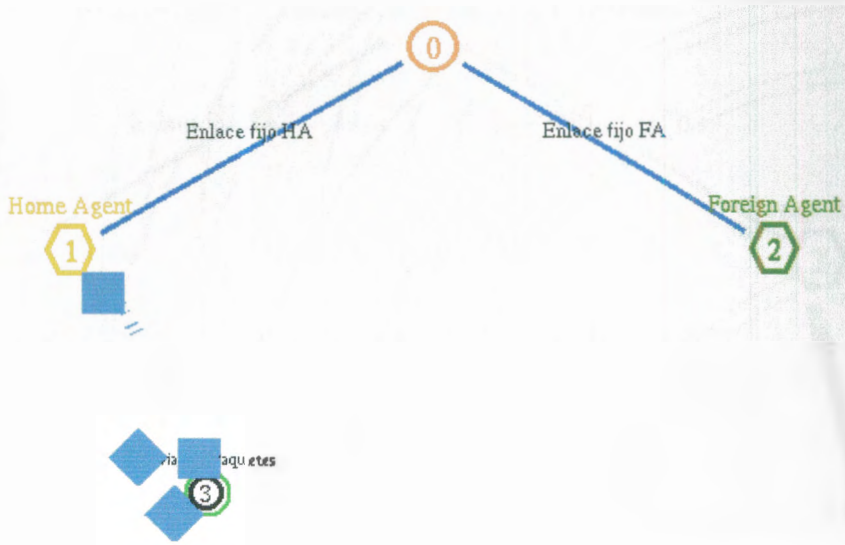 0
Enlace fijo HA
Enlace fijo FA
Home Agent
Foreign Agent
1
2
3